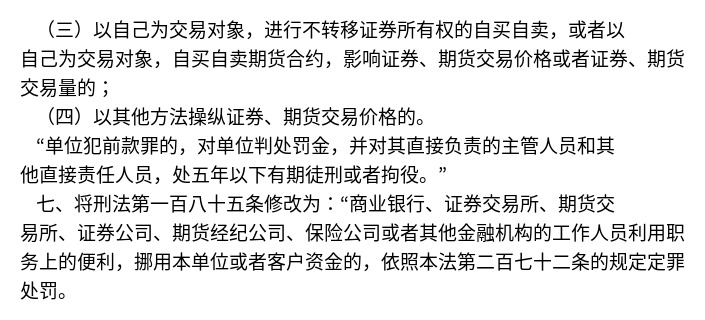 （三）以自己为交易对象，进行不转移证券所有权的自买自卖，或者以
自己为交易对象，自买自卖期货合约，影响证券、期货交易价格或者证券、期货
交易量的；
（四）以其他方法操纵证券、期货交易价格的。
“单位犯前款罪的，对单位判处罚金，并对其直接负责的主管人员和其
他直接责任人员，处五年以下有期徒刑或者拘役。”
七、将刑法第一百八十五条修改为：“商业银行、证券交易所、期货交
易所、证券公司、期货经纪公司、保险公司或者其他金融机构的工作人员利用职
务上的便利，挪用本单位或者客户资金的，依照本法第二百七十二条的规定定罪
处罚。